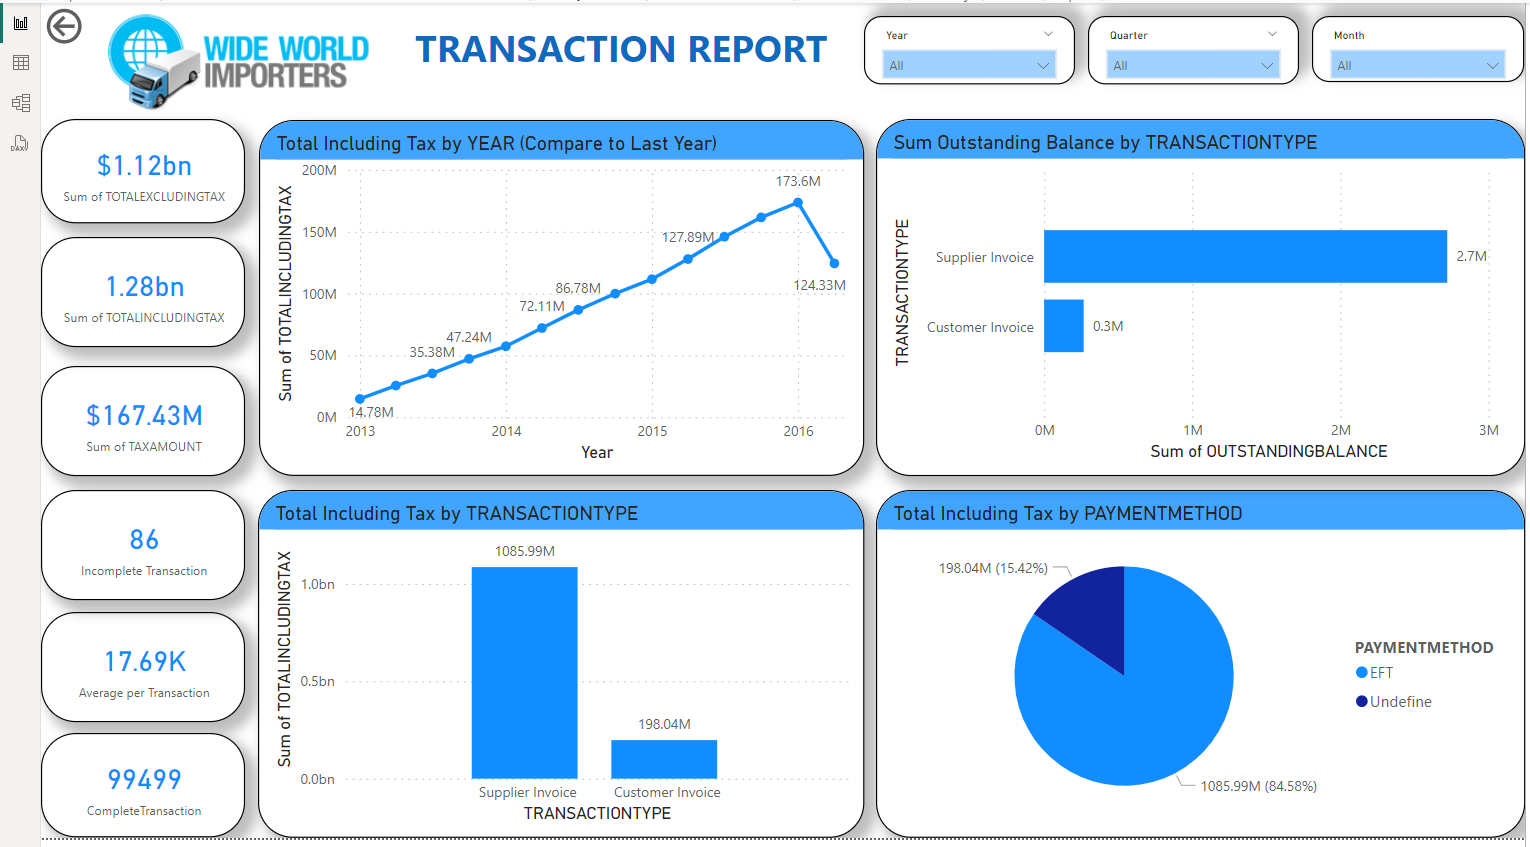 WIDE WORLD
IMPORTERS
TRANSACTION REPORT
Year
All
Quarter
All
Month
All
$1.12bn
Sum of TOTALEXCLUDINGTAX
1.28bn
Sum of TOTALINCLUDINGTAX
$167.43M
Sum of TAXAMOUNT
86
Incomplete Transaction
17.69K
Average per Transaction
99499
CompleteTransaction
DAX
Total Including Tax by YEAR (Compare to Last Year)
Sum of TOTALINCLUDINGTAX
200M
150M
100M
50M
0M
14.78M
35.38M
47.24M
72.11M
86.78M
127.89M
173.6M
124.33M
2013
2014
2015
2016
Year
Sum Outstanding Balance by TRANSACTIONTYPE
TRANSACTIONTYPE
Supplier Invoice
2.7M
Customer Invoice
0.3M
0M
1M
2M
3M
Sum of OUTSTANDINGBALANCE
Total Including Tax by TRANSACTIONTYPE
Sum of TOTALINCLUDINGTAX
1.0bn
0.5bn
0.0bn
1085.99M
198.04M
Supplier Invoice
Customer Invoice
TRANSACTIONTYPE
Total Including Tax by PAYMENTMETHOD
198.04M (15.42%)
1085.99M (84.58%)
PAYMENTMETHOD
EFT
Undefine